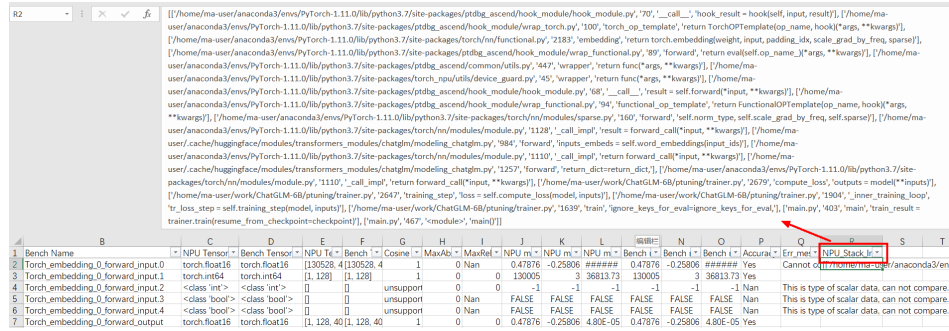 R2
fx
[['/home/ma-user/anaconda3/envs/PyTorch-1.11.0/lib/python3.7/site-packages/ptdbg_ascend/hook_module/hook_module.py', '70', '__call__', 'hook_result = hook(self, input, result)'], ['/home/ma-
user/anaconda3/envs/PyTorch-1.11.0/lib/python3.7/site-packages/ptdbg_ascend/hook_module/wrap_torch.py', '100', 'torch_op_template', 'return TorchOPTemplate(op_name, hook)(*args, **kwargs)'],
['/home/ma-user/anaconda3/envs/PyTorch-1.11.0/lib/python3.7/site-packages/torch/nn/functional.py', '2183', 'embedding', 'return torch.embedding(weight, input, padding_idx, scale_grad_by_freq, sparse)'],
['/home/ma-user/anaconda3/envs/PyTorch-1.11.0/lib/python3.7/site-packages/ptdbg_ascend/hook_module/wrap_functional.py', '89', 'forward', 'return eval(self.op_name_)(*args, **kwargs)'], ['/home/ma-
user/anaconda3/envs/PyTorch-1.11.0/lib/python3.7/site-packages/ptdbg_ascend/common/utils.py', '447', 'wrapper', 'return func(*args, **kwargs)'], ['/home/ma-
user/anaconda3/envs/PyTorch-1.11.0/lib/python3.7/site-packages/torch_npu/utils/device_guard.py', '45', 'wrapper', 'return func(*args, **kwargs)'], ['/home/ma-
user/anaconda3/envs/PyTorch-1.11.0/lib/python3.7/site-packages/ptdbg_ascend/hook_module/hook_module.py', '68', '__call__', 'result = self.forward(*input, **kwargs)'], ['/home/ma-
user/anaconda3/envs/PyTorch-1.11.0/lib/python3.7/site-packages/ptdbg_ascend/hook_module/wrap_functional.py', '94', 'functional_op_template', 'return FunctionalOPTemplate(op_name, hook)(*args,
**kwargs)'], ['/home/ma-user/anaconda3/envs/PyTorch-1.11.0/lib/python3.7/site-packages/torch/nn/modules/sparse.py', '160', 'forward', 'self.norm_type, self.scale_grad_by_freq, self.sparse)'], ['/home/ma-
user/anaconda3/envs/PyTorch-1.11.0/lib/python3.7/site-packages/torch/nn/modules/module.py', '1128', '_call_impl', 'result = forward_call(*input, **kwargs)'], ['/home/ma-
user/.cache/huggingface/modules/transformers_modules/chatglm/modeling_chatglm.py', '984', 'forward', 'inputs_embeds = self.word_embeddings(input_ids)'], ['/home/ma-
user/anaconda3/envs/PyTorch-1.11.0/lib/python3.7/site-packages/torch/nn/modules/module.py', '1110', '_call_impl', 'return forward_call(*input, **kwargs)'], ['/home/ma-
user/.cache/huggingface/modules/transformers_modules/chatglm/modeling_chatglm.py', '1257', 'forward', 'return_dict=return_dict,'], ['/home/ma-user/anaconda3/envs/PyTorch-1.11.0/lib/python3.7/site-
packages/torch/nn/modules/module.py', '1110', '_call_impl', 'return forward_call(*input, **kwargs)'], ['/home/ma-user/work/ChatGLM-6B/ptuning/trainer.py', '2679', 'compute_loss', 'outputs = model(**inputs)'],
['/home/ma-user/work/ChatGLM-6B/ptuning/trainer.py', '2647', 'training_step', 'loss = self.compute_loss(model, inputs)'], ['/home/ma-user/work/ChatGLM-6B/ptuning/trainer.py', '1904', '_inner_training_loop',
'tr_loss_step = self.training_step(model, inputs)'], ['/home/ma-user/work/ChatGLM-6B/ptuning/trainer.py', '1639', 'train', 'ignore_keys_for_eval=ignore_keys_for_eval,'], ['main.py', '403', 'main', 'train_result =
trainer.train(resume_from_checkpoint=checkpoint)'], ['main.py', '467', '<module>', 'main()']]
编辑栏
B C D E F G H I J K L N O P Q R S T
1 Bench Name NPU Tensor Bench Tensor NPU Te Bench Cosine MaxAb MaxRel NPU m NPU m NPU m Bench Bench Bench Accura Err_mes NPU_Stack_In
2 Torch_embedding_0_forward_input.0 torch.float16 torch.float16 [130528, 4 [130528, 4 1 0 Nan 0.47876 -0.25806 ###### 0.47876 -0.25806 ###### Yes Cannot co [['/home/ma-user/anaconda3/en
3 Torch_embedding_0_forward_input.1 torch.int64 torch.int64 [1, 128] [1, 128] 1 0 0 130005 3 36813.73 130005 3 36813.73 Yes
4 Torch_embedding_0_forward_input.2 <class 'int'> <class 'int'> [] [] unsupport 0 0 -1 -1 -1 -1 -1 -1 Nan This is type of scalar data, can not compare.
5 Torch_embedding_0_forward_input.3 <class 'bool'> <class 'bool'> [] [] unsupport Nan Nan FALSE FALSE FALSE FALSE FALSE FALSE Nan This is type of scalar data, can not compare.
6 Torch_embedding_0_forward_input.4 <class 'bool'> <class 'bool'> [] [] unsupport Nan Nan FALSE FALSE FALSE FALSE FALSE FALSE Nan This is type of scalar data, can not compare.
7 Torch_embedding_0_forward_output torch.float16 torch.float16 [1, 128, 40 [1, 128, 40 1 0 0 0.47876 -0.25806 4.80E-05 0.47876 -0.25806 4.80E-05 Yes